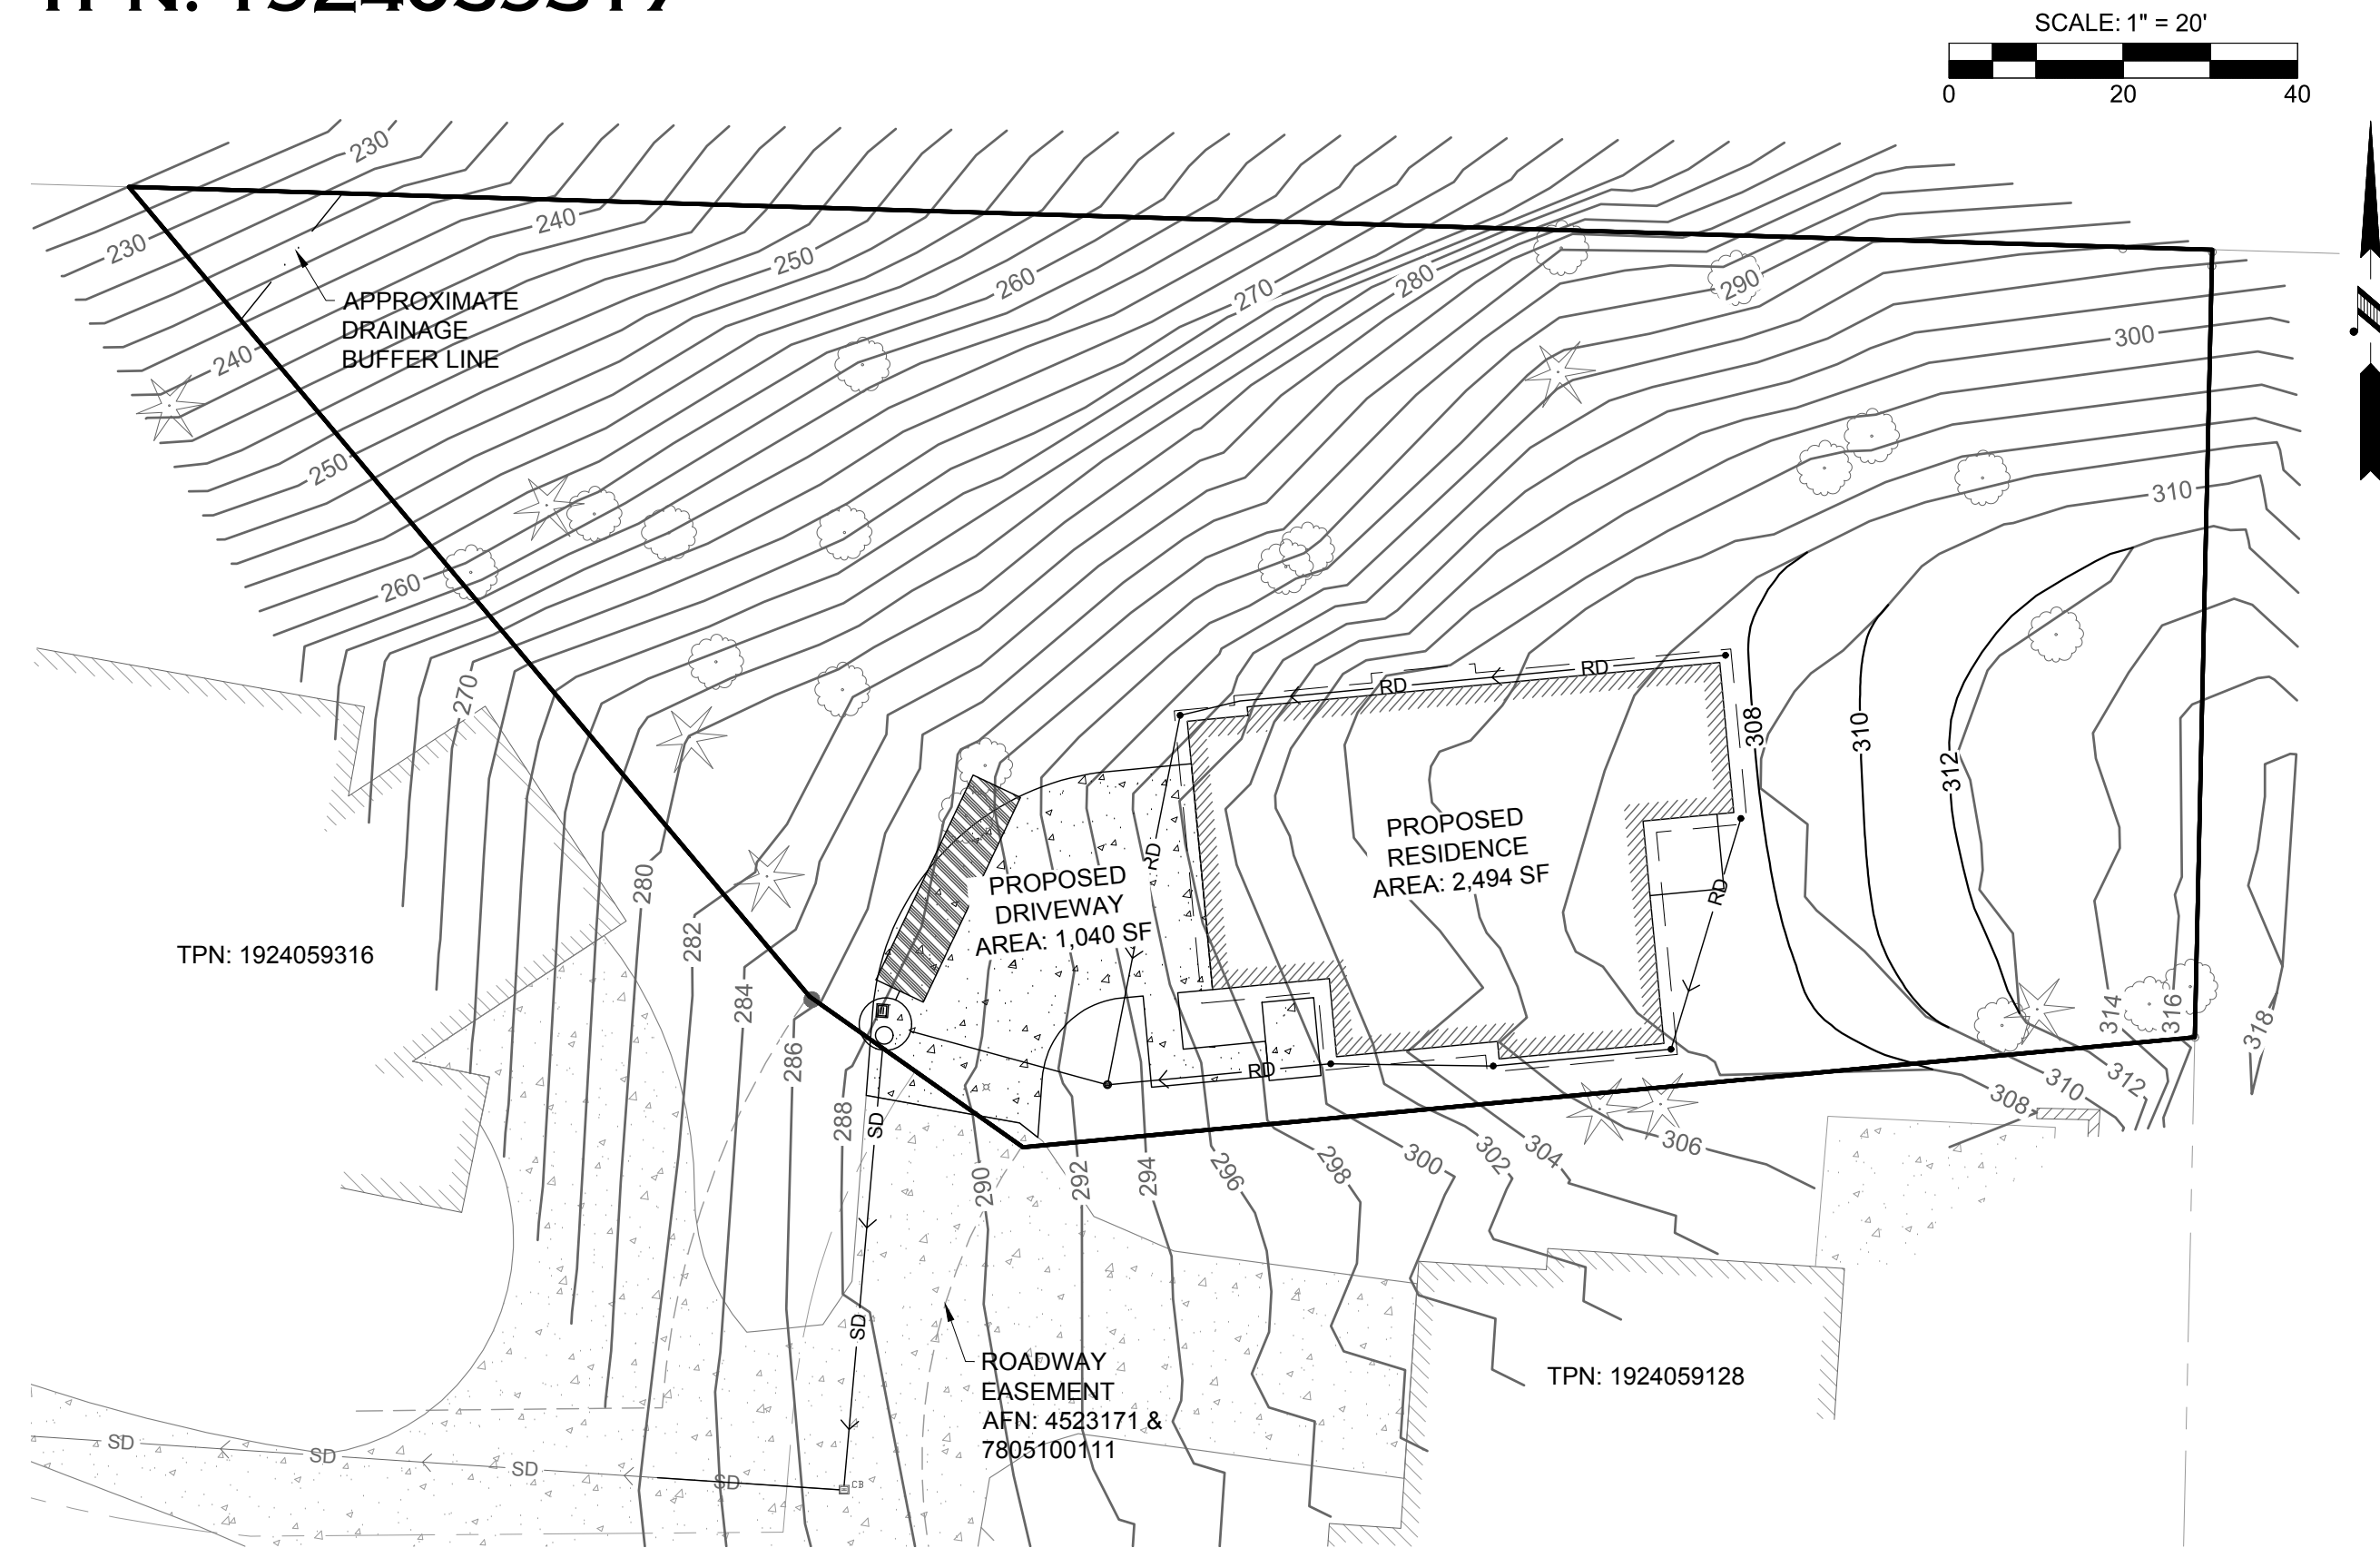 SCALE: 1" = 20'
0 20 40
230
230
240
250
260
270
280
290
300
240
APPROXIMATE
DRAINAGE
BUFFER LINE
250
310
260
270
RD
RD
308
310
312
280
RD
PROPOSED
DRIVEWAY
AREA: 1,040 SF
PROPOSED
RESIDENCE
AREA: 2,494 SF
RD
282
TPN: 1924059316
284
286
314
316
318
RD
288
SD
290
292
294
296
298
300
302
304
306
308
310
312
SD
ROADWAY
EASEMENT
AFN: 4523171 &
7805100111
TPN: 1924059128
SD
SD
SD
SD
CB